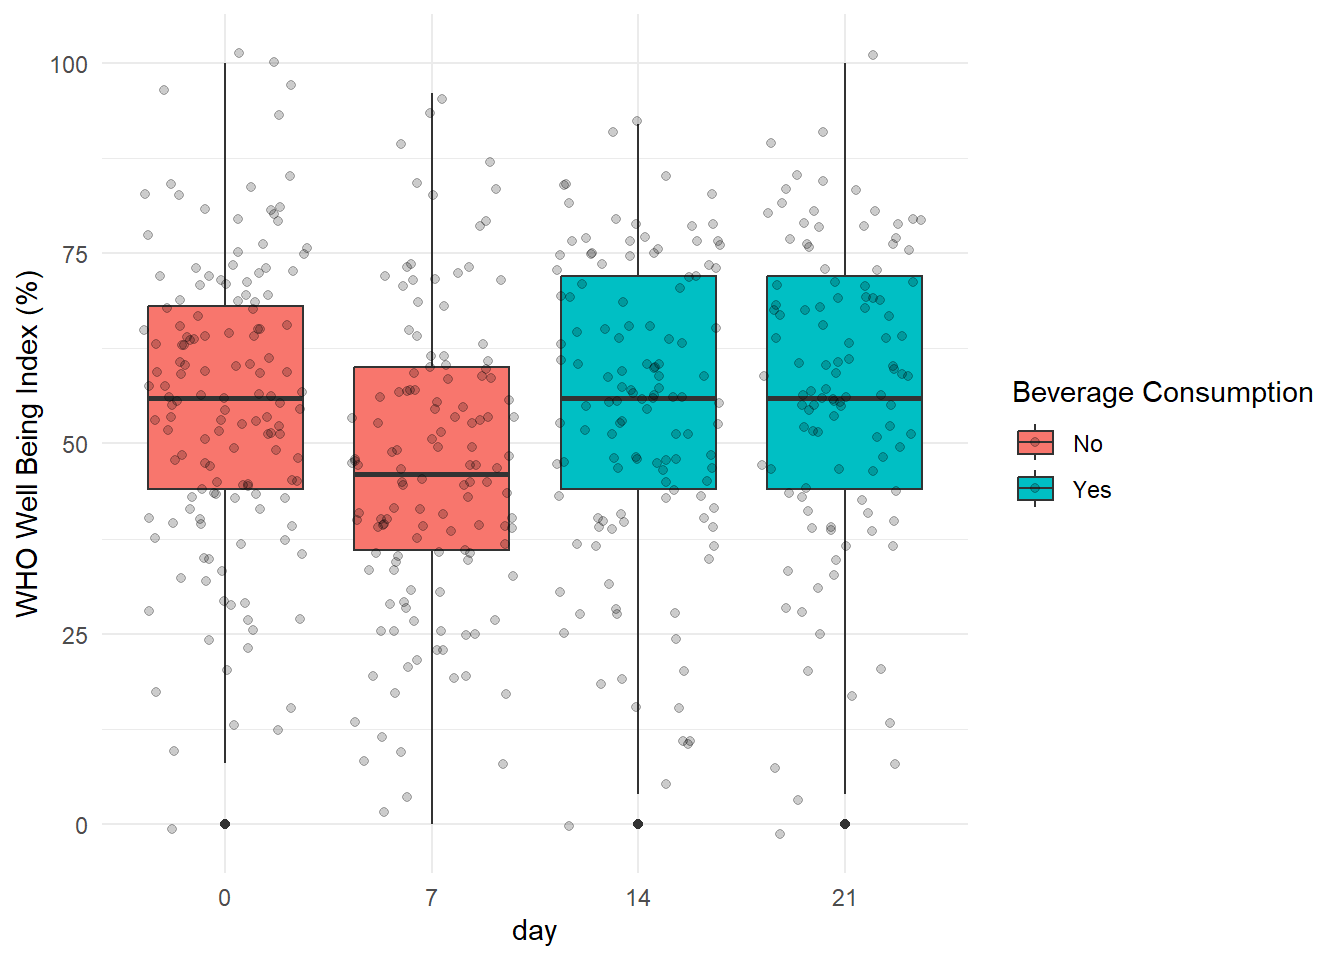 WHO Well Being Index (%)
100
75
50
25
0
0 7 14 21
day
Beverage Consumption
No
Yes